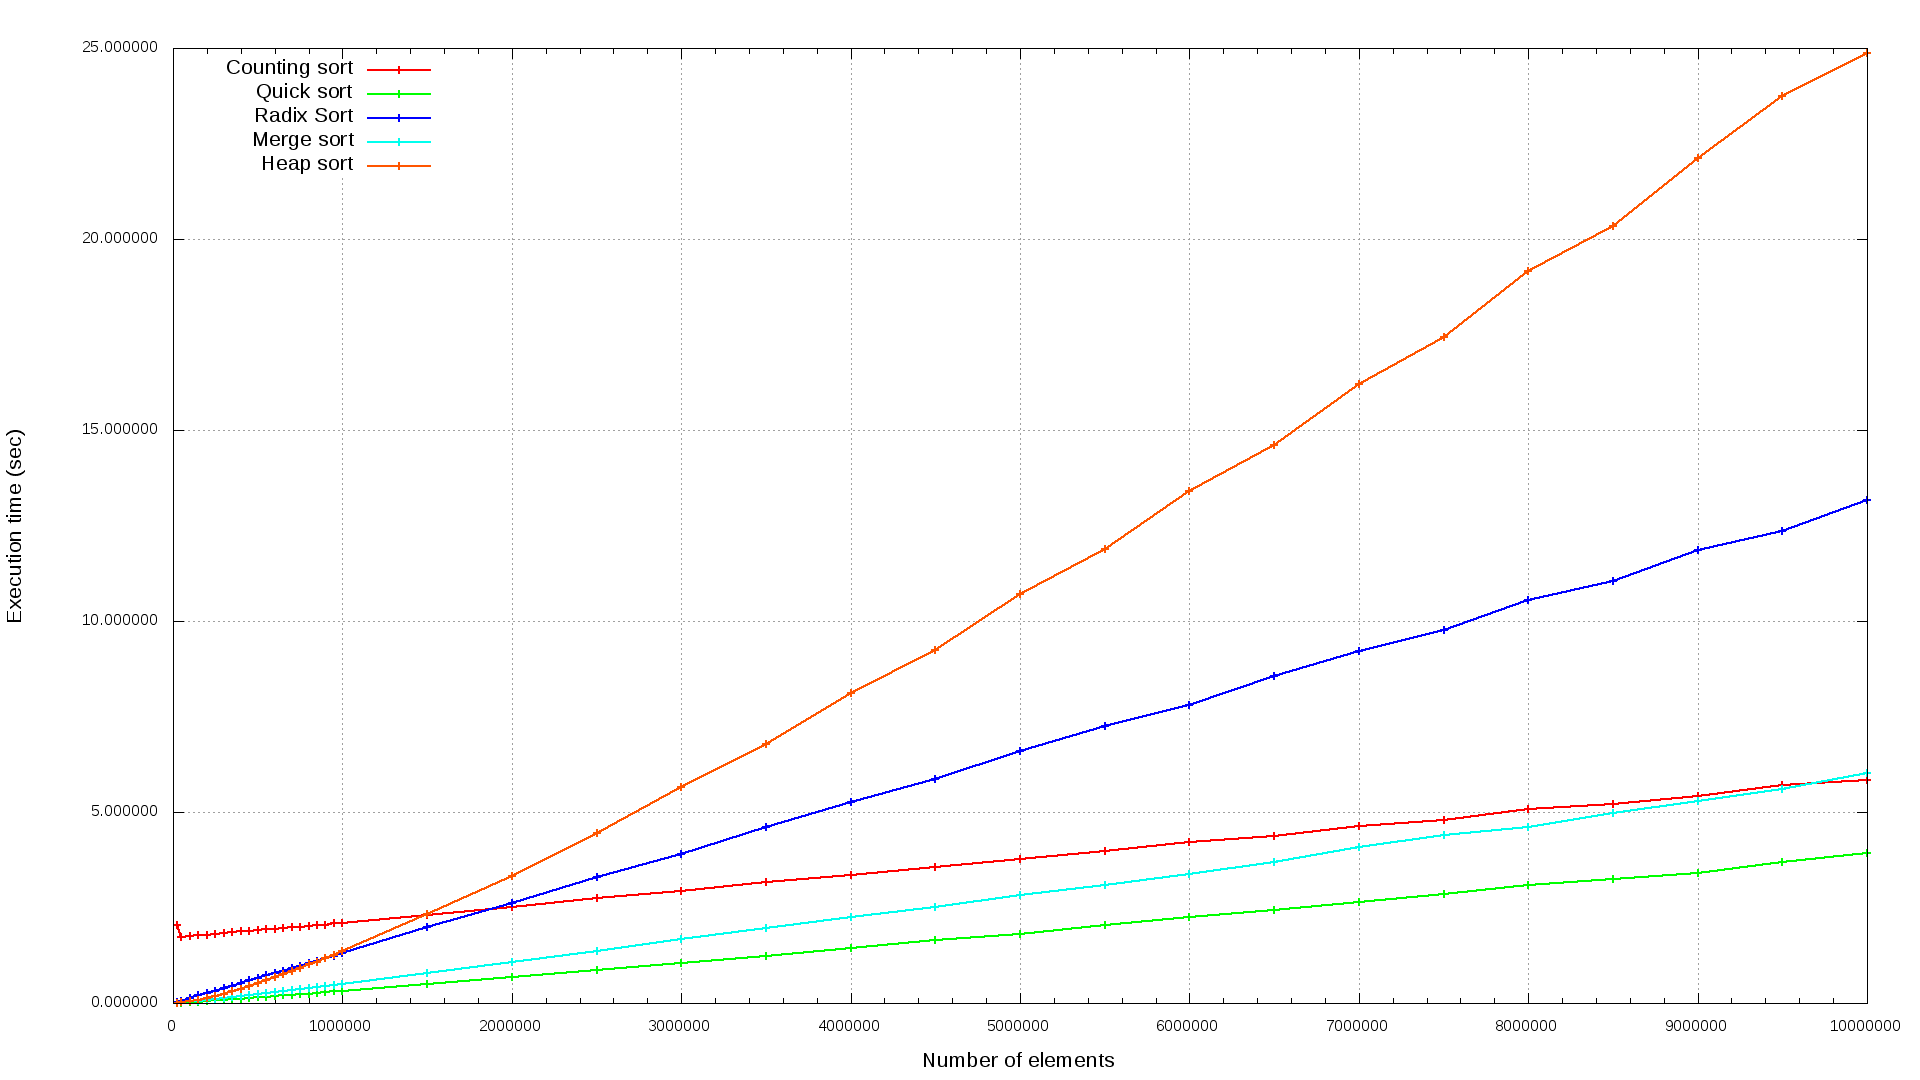 25.000000
20.000000
15.000000
10.000000
5.000000
0.000000
Execution time (sec)
Counting sort
Quick sort
Radix Sort
Merge sort
Heap sort
0 1000000 2000000 3000000 4000000 5000000 6000000 7000000 8000000 9000000 10000000
Number of elements